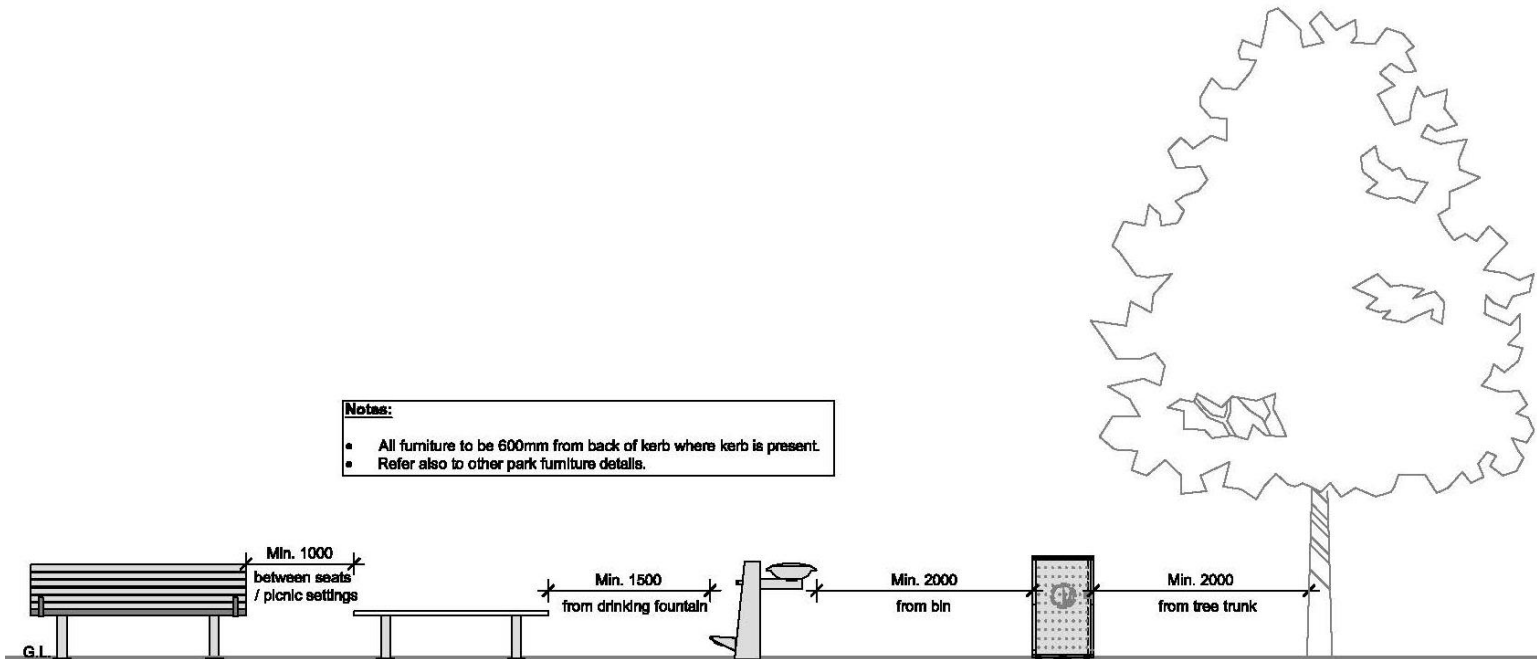 Notes:
• All furniture to be 600mm from back of kerb where kerb is present.
• Refer also to other park furniture details.
Min. 1000
between seats
/ picnic settings
Min. 1500
from drinking fountain
Min. 2000
from bin
Min. 2000
from tree trunk
G.L.